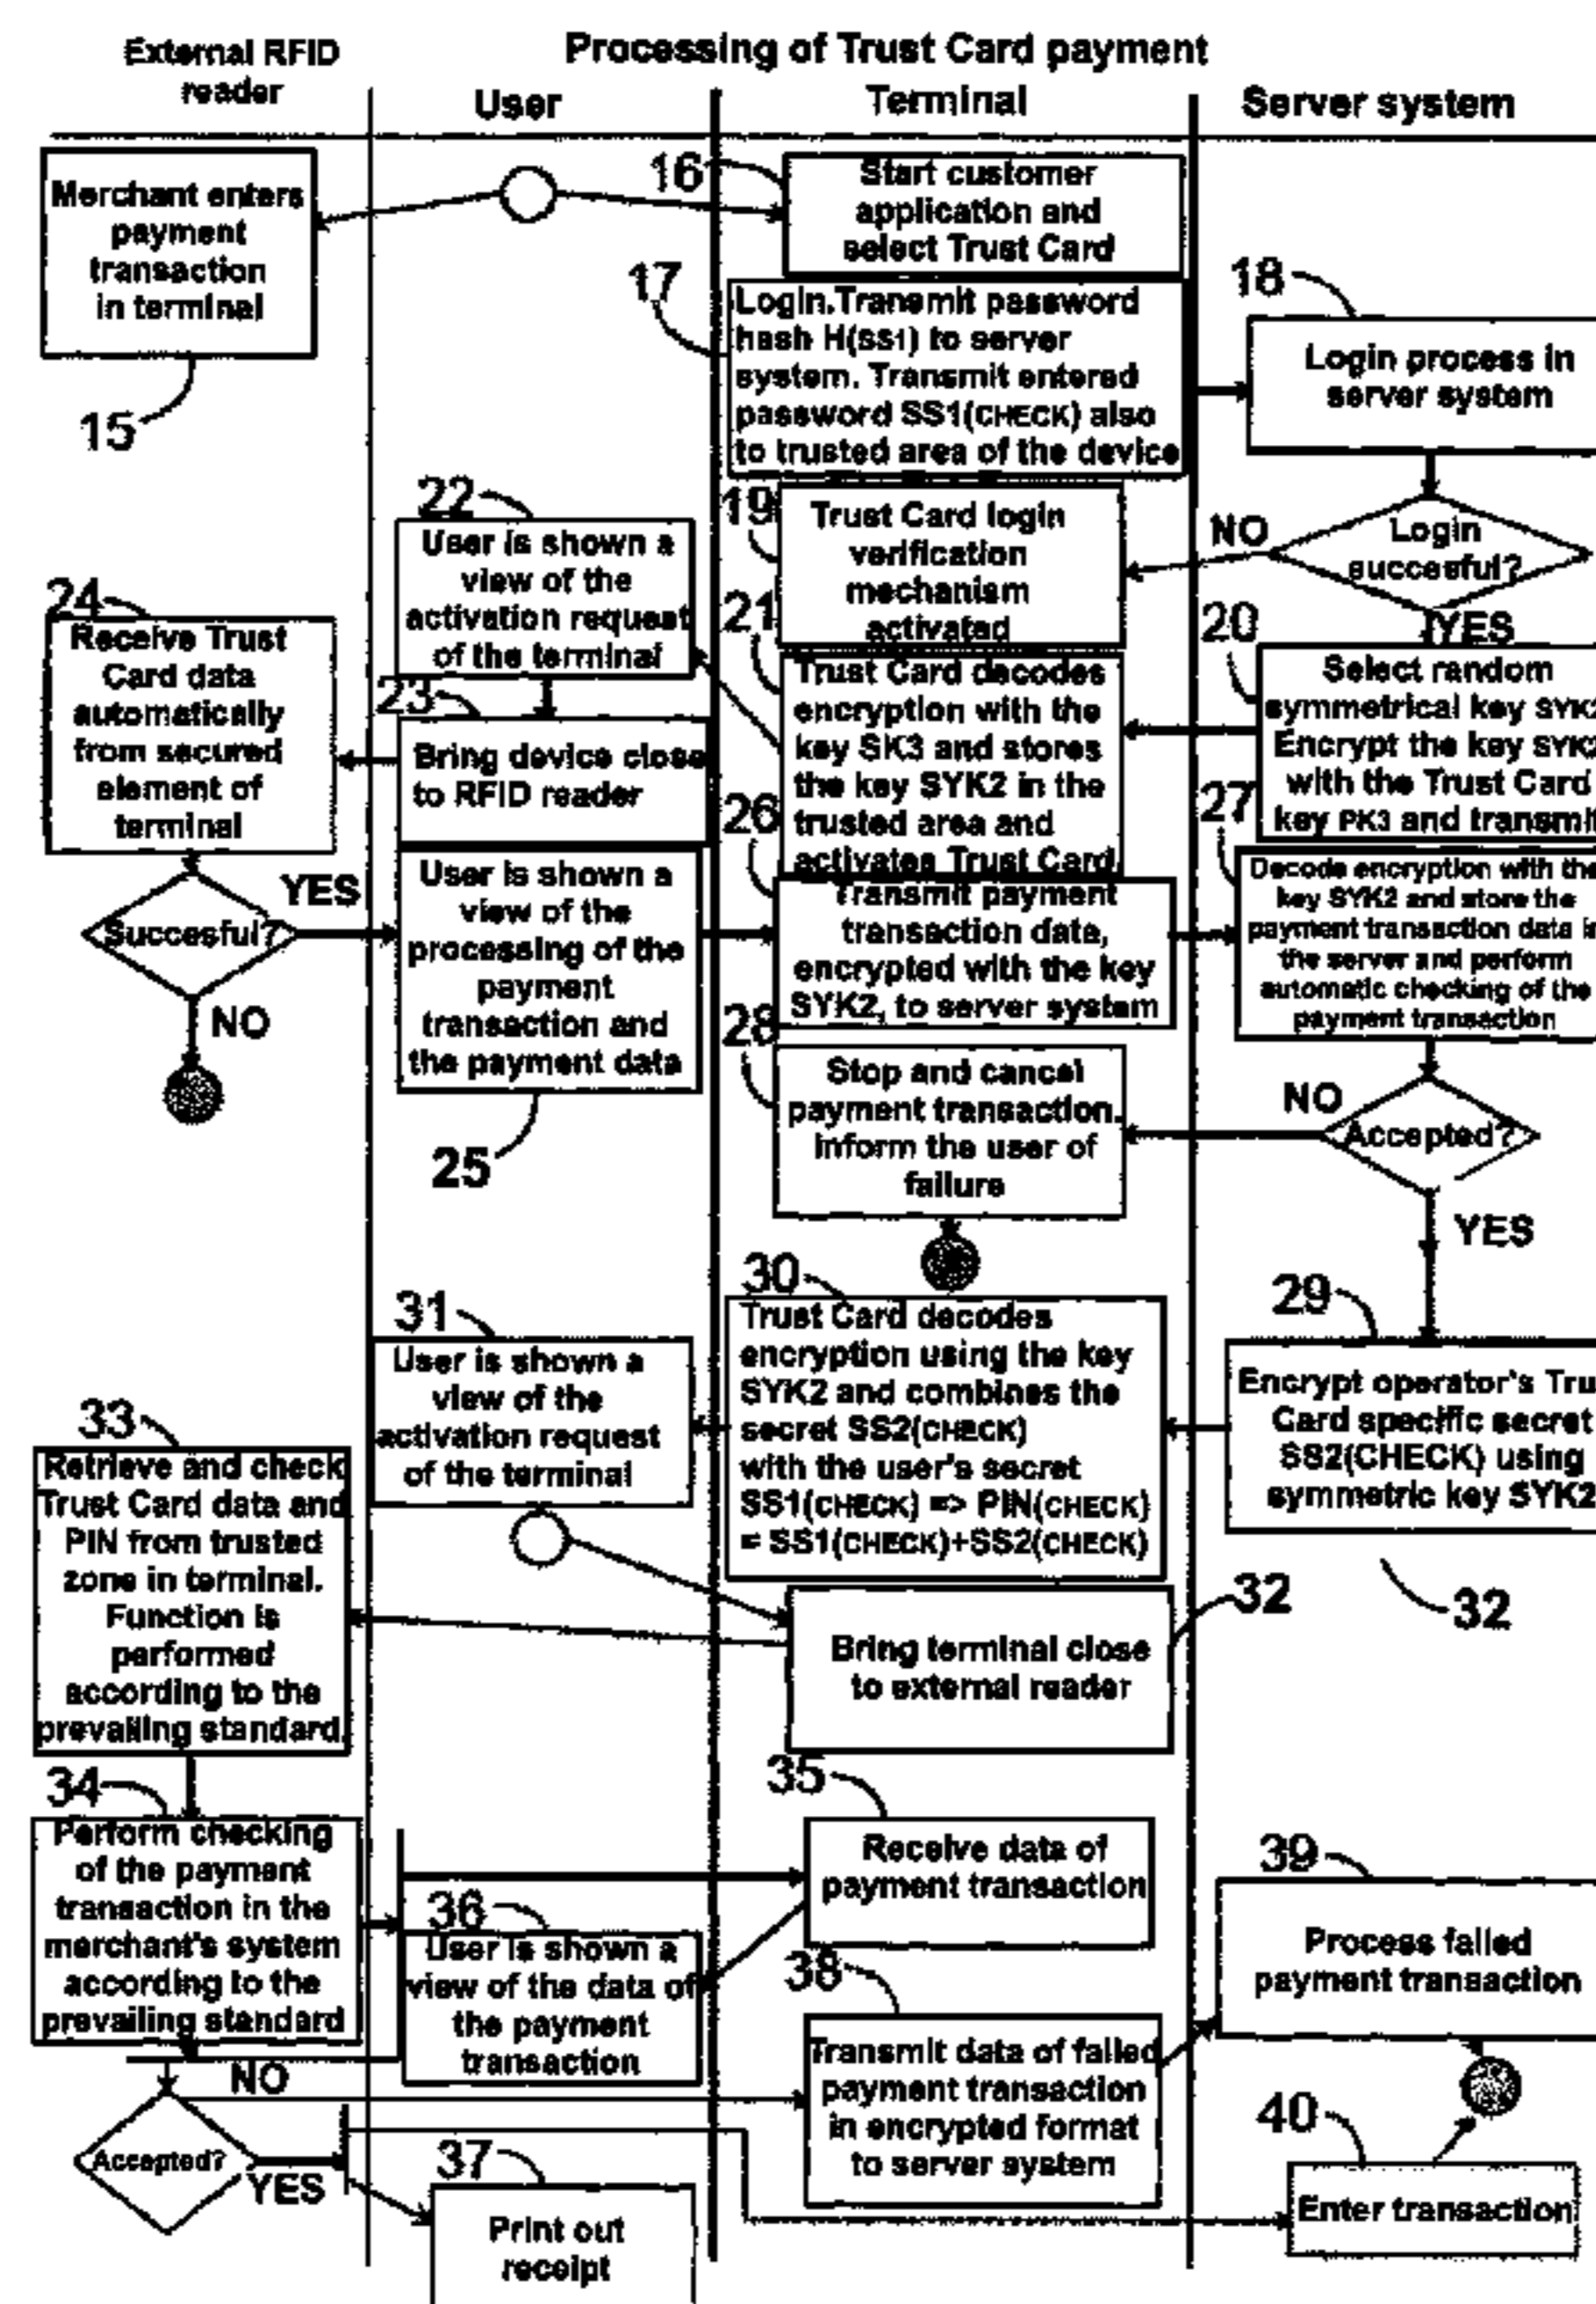 Processing of Trust Card payment
External RFID
reader
User
Terminal
Server system
Merchant enters
payment
transaction
in terminal
15
16
Start customer
application and
select Trust Card
17
Login.Transmit password
hash H(SS1) to server
system. Transmit entered
password SS1(CHECK) also
to trusted area of the device
18
Login process in
server system
Login
succesful?
NO
YES
19
Trust Card login
verification
mechanism
activated
20
Select random
symmetrical key SYK2
Encrypt the key SYK2
with the Trust Card
key PK3 and transmit
21
Trust Card decodes
encryption with the
key SK3 and stores
the key SYK2 in the
trusted area and
activates Trust Card
22
User is shown a
view of the
activation request
of the terminal
23
Bring device close
to RFID reader
24
Receive Trust
Card data
automatically
from secured
element of
terminal
Succesful?
YES
NO
User is shown a
view of the
processing of the
payment
transaction and
the payment data
25
26
Transmit payment
transaction data,
encrypted with the key
SYK2, to server system
27
Decode encryption with the
key SYK2 and store the
payment transaction data in
the server and perform
automatic checking of the
payment transaction
Accepted?
NO
YES
28
Stop and cancel
payment transaction.
Inform the user of
failure
29
Encrypt operator's Tru
Card specific secret
SS2(CHECK) using
symmetric key SYK2
30
Trust Card decodes
encryption using the key
SYK2 and combines the
secret SS2(CHECK)
with the user's secret
SS1(CHECK) => PIN(CHECK)
= SS1(CHECK)+SS2(CHECK)
31
User is shown a
view of the
activation request
of the terminal
32
32
Bring terminal close
to external reader
33
Retrieve and check
Trust Card data and
PIN from trusted
zone in terminal.
Function is
performed
according to the
prevailing standard.
34
Perform checking
of the payment
transaction in the
merchant's system
according to the
prevailing standard
35
Receive data of
payment transaction
36
User is shown a
view of the data of
the payment
transaction
NO
Accepted?
YES
37
Print out
receipt
38
Transmit data of failed
payment transaction
in encrypted format
to server system
39
Process failed
payment transaction
40
Enter transaction